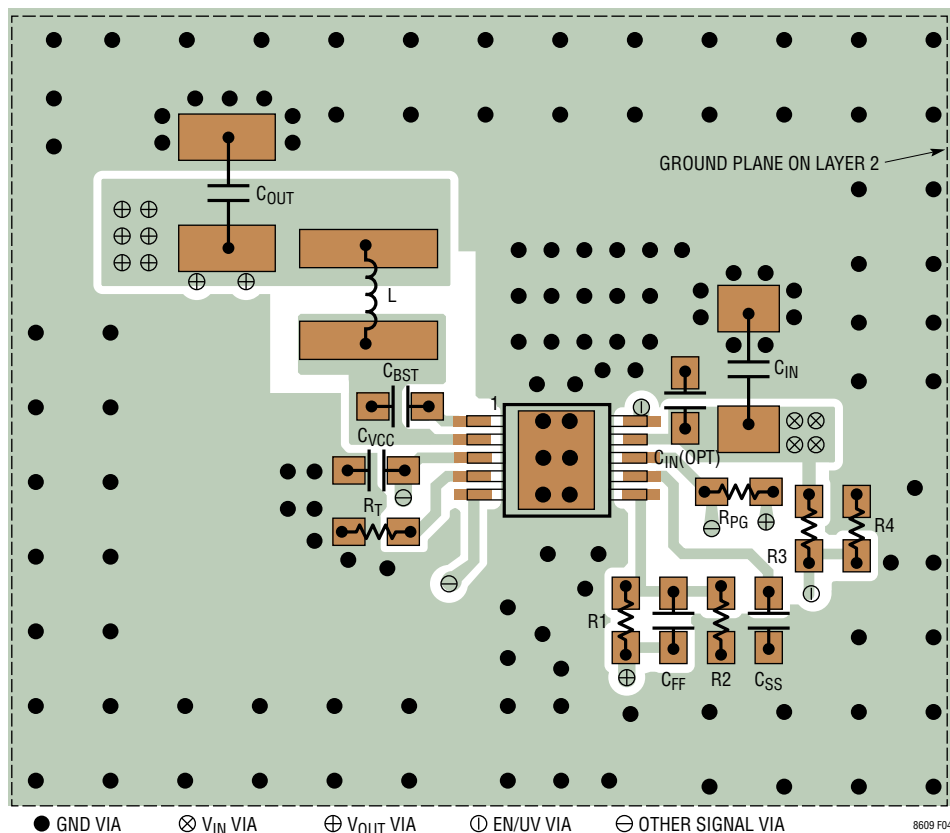 GROUND PLANE ON LAYER 2
COUT
L
CBST
1
CIN
CVCC
CIN(OPT)
RT
RPG
R3
R4
R1
CFF
R2
CSS
GND VIA
VIN VIA
VOUT VIA
EN/UV VIA
OTHER SIGNAL VIA
8609 F04